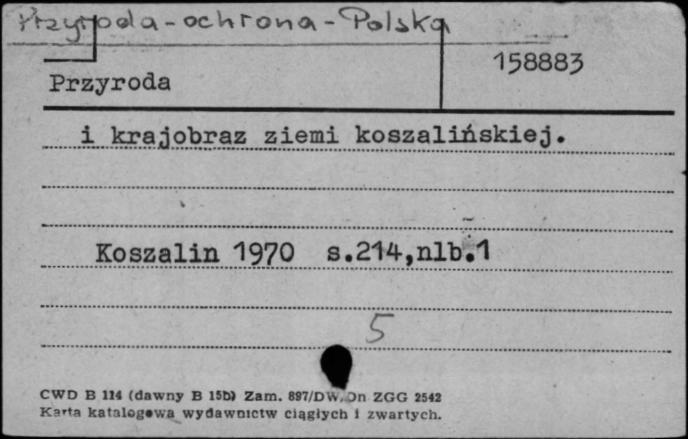 Przyroda - ochrona - Polska
158883
Przyroda
i krajobraz ziemi koszalińskiej.
Koszalin 1970 s.214,nlb.1
5
CWD B 114 (dawny B 15b) Zam. 897/DW. Dn ZGG 2542
Karta katalogowa wydawnictw ciągłych i zwartych.